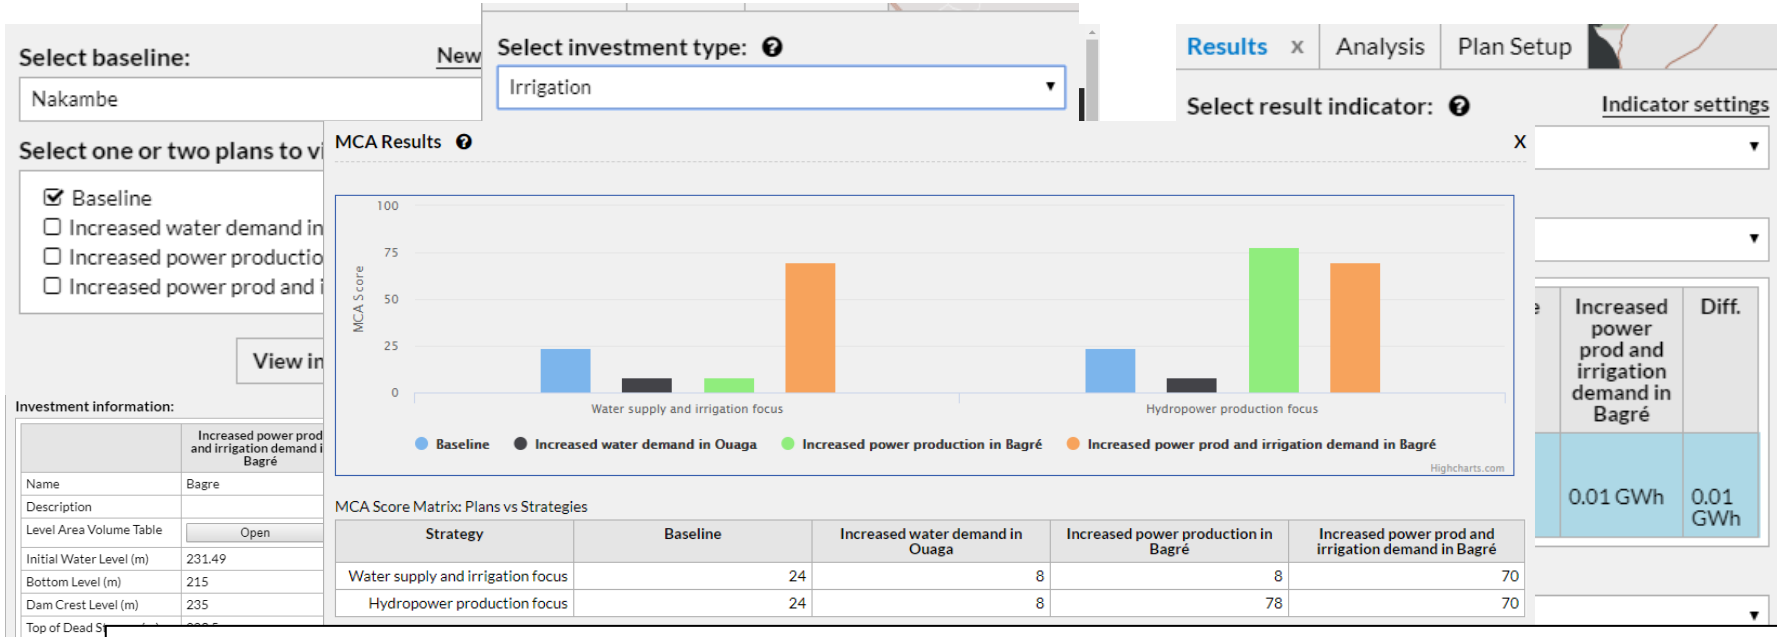 Select baseline:
New
Nakambe
Select one or two plans to vi
Baseline
Increased water demand in
Increased power productio
Increased power prod and i
View in
Investment information:
Increased power prod
and irrigation demand i
Bagré
Name
Bagre
Description
Level Area Volume Table
Open
Initial Water Level (m)
231.49
Bottom Level (m)
215
Dam Crest Level (m)
235
Top of Dead
Select investment type:
Irrigation
MCA Results
X
100
75
50
25
0
MCA Score
Water supply and irrigation focus
Hydropower production focus
Baseline
Increased water demand in Ouaga
Increased power production in Bagré
Increased power prod and irrigation demand in Bagré
Highcharts.com
MCA Score Matrix: Plans vs Strategies
Strategy
Baseline
Increased water demand in
Ouaga
Increased power production in
Bagré
Increased power prod and
irrigation demand in Bagré
Water supply and irrigation focus
24
8
8
70
Hydropower production focus
24
8
78
70
Results
x
Analysis
Plan Setup
Select result indicator:
Indicator settings
Increased
power
prod and
irrigation
demand in
Bagré
Diff.
0.01 GWh
0.01
GWh